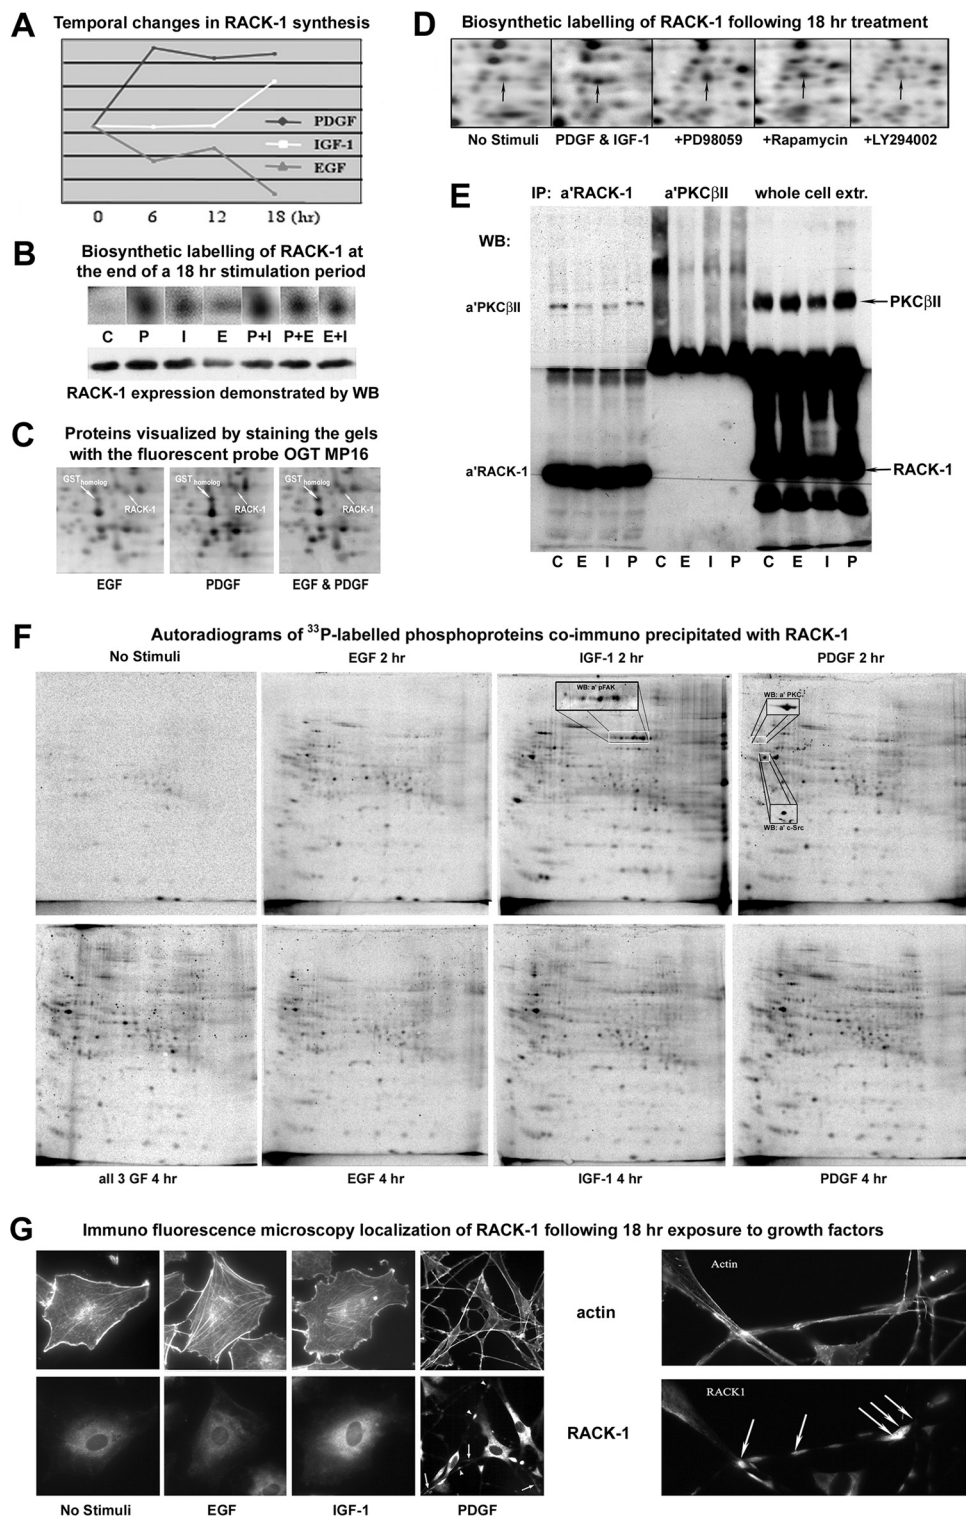 A
Temporal changes in RACK-1 synthesis
PDGF
IGF-1
EGF
0 6 12 18 (hr)
B
Biosynthetic labelling of RACK-1 at
the end of a 18 hr stimulation period
C P I E P+I P+E E+I
RACK-1 expression demonstrated by WB
C
Proteins visualized by staining the gels
with the fluorescent probe OGT MP16
GST homolog RACK-1 GST homolog RACK-1 GST homolog RACK-1
EGF PDGF EGF & PDGF
D
Biosynthetic labelling of RACK-1 following 18 hr treatment
No Stimuli PDGF & IGF-1 +PD98059 +Rapamycin +LY294002
E
IP: a'RACK-1 a'PKCβII whole cell extr.
WB:
a'PKCβII
PKCβII
a'RACK-1
RACK-1
C E I P C E I P C E I P
F
Autoradiograms of ³³P-labelled phosphoproteins co-immuno precipitated with RACK-1
No Stimuli EGF 2 hr IGF-1 2 hr PDGF 2 hr
WB: a' pFAK
WB: a' PKC
WB: a' c-Src
all 3 GF 4 hr EGF 4 hr IGF-1 4 hr PDGF 4 hr
G
Immuno fluorescence microscopy localization of RACK-1 following 18 hr exposure to growth factors
actin
Actin
RACK-1
RACK1
No Stimuli EGF IGF-1 PDGF